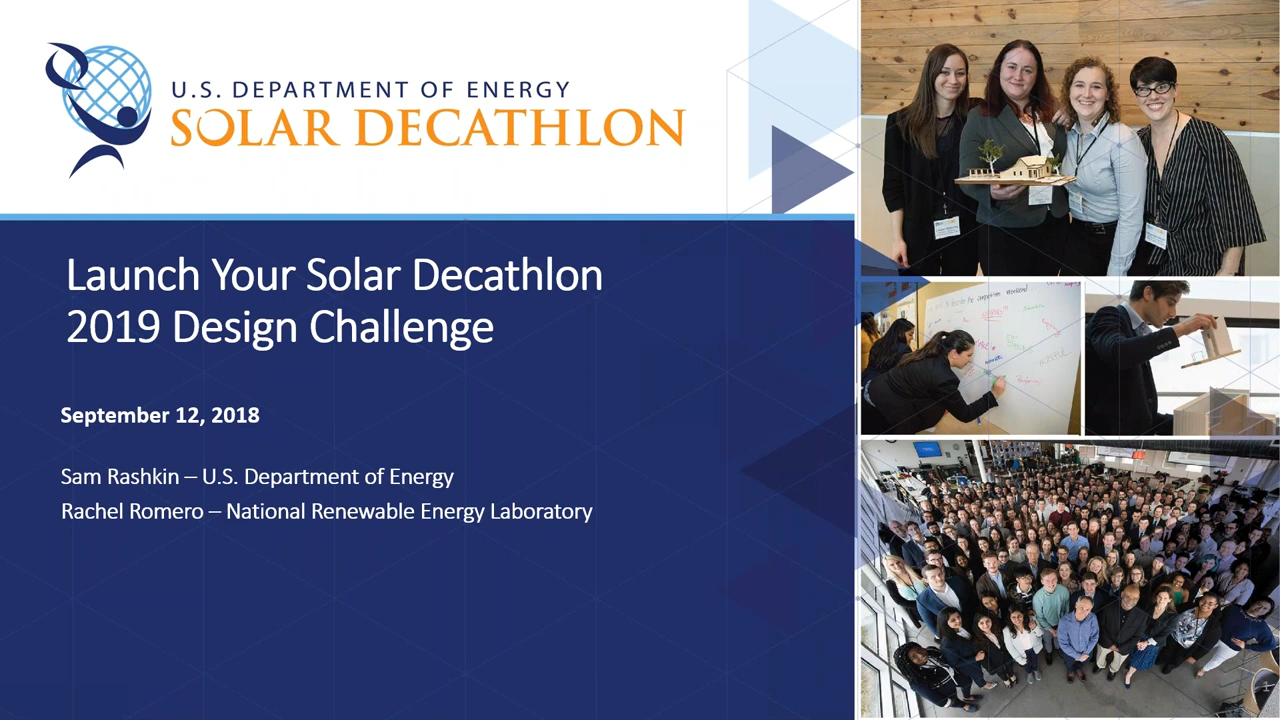 U.S. DEPARTMENT OF ENERGY
SOLAR DECATHLON
Launch Your Solar Decathlon
2019 Design Challenge
September 12, 2018
Sam Rashkin – U.S. Department of Energy
Rachel Romero – National Renewable Energy Laboratory
1